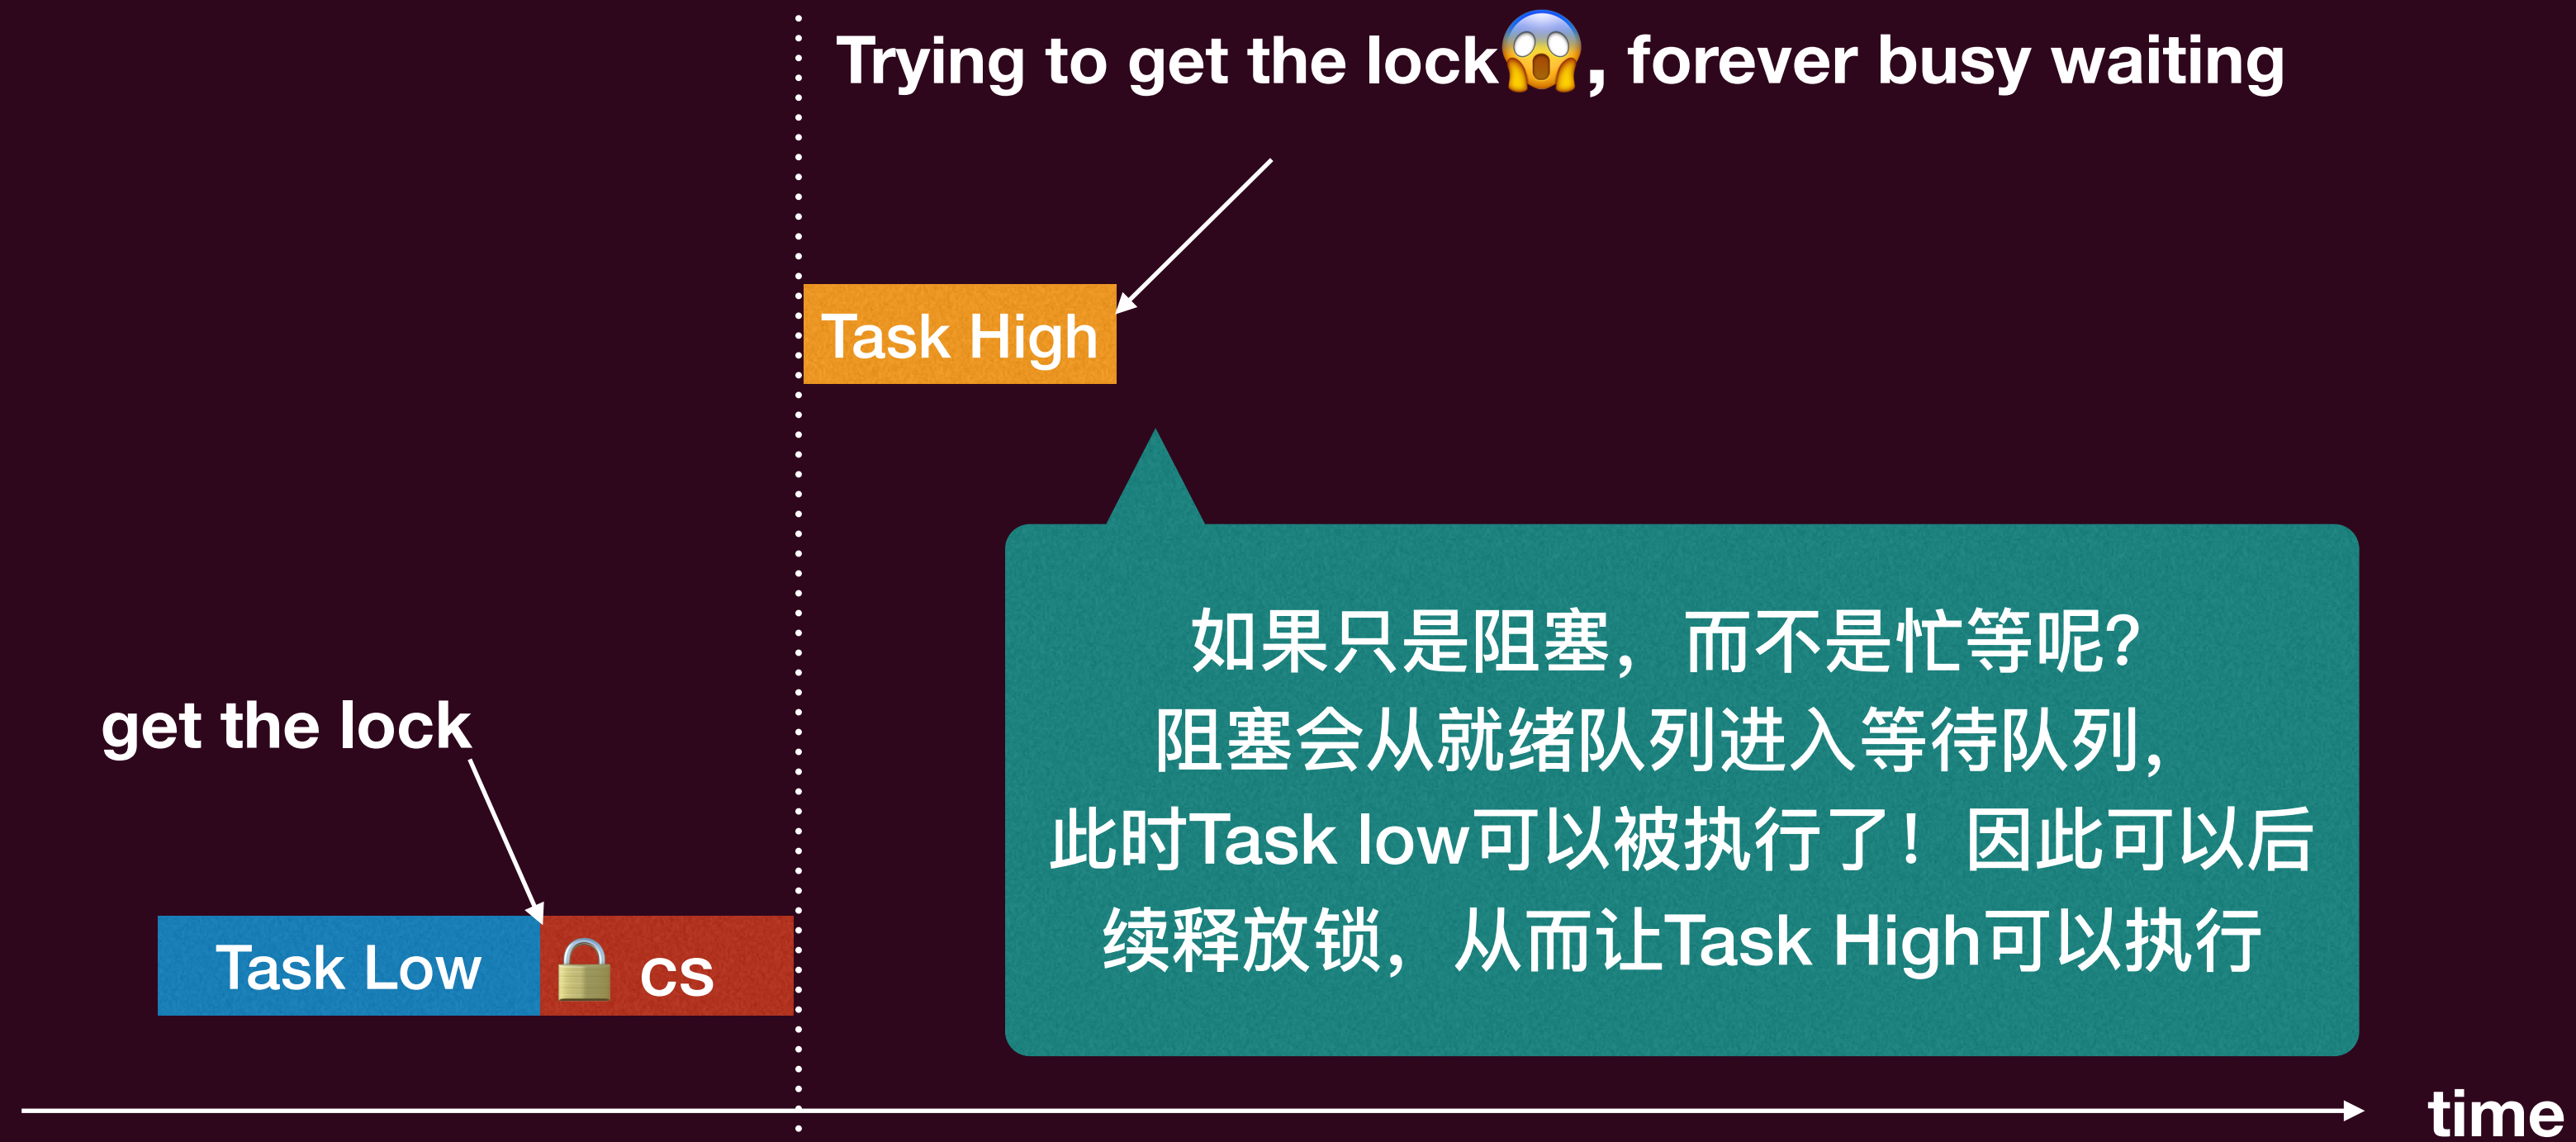 Trying to get the lock😱, forever busy waiting
Task High
如果只是阻塞，而不是忙等呢？
阻塞会从就绪队列进入等待队列，
此时Task low可以被执行了！因此可以后
续释放锁，从而让Task High可以执行
get the lock
Task Low
🔒 cs
time